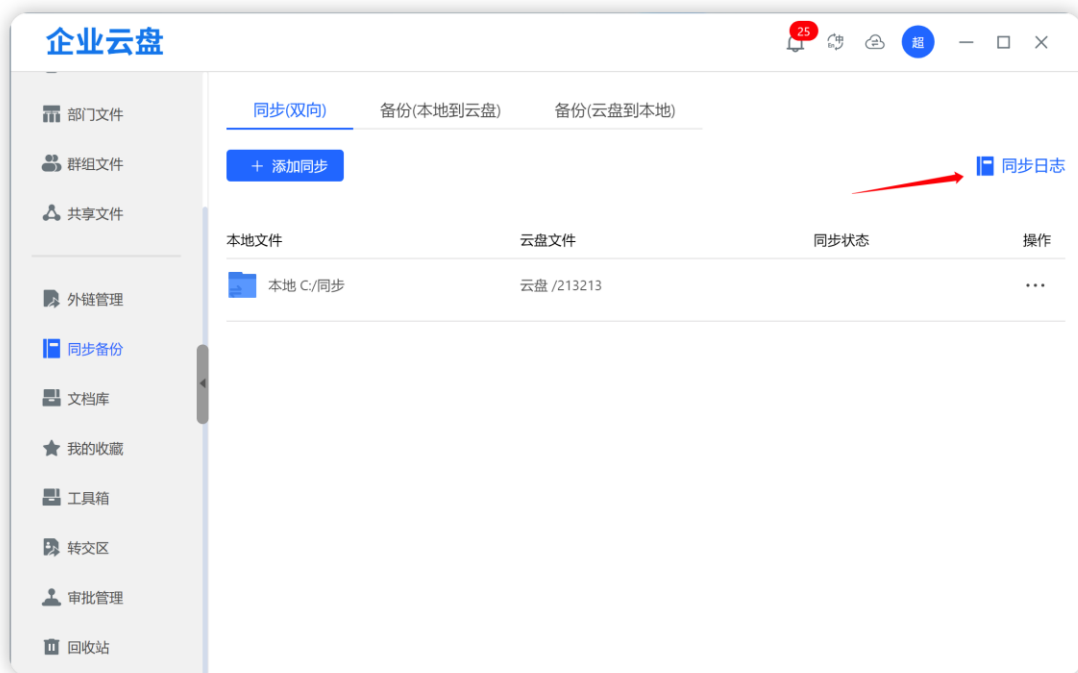 企业云盘
25
超
部门文件
群组文件
共享文件
外链管理
同步备份
文档库
我的收藏
工具箱
转交区
审批管理
回收站
同步(双向) 备份(本地到云盘) 备份(云盘到本地)
+ 添加同步
同步日志
本地文件 云盘文件 同步状态 操作
本地 C:/同步 云盘 /213213 ...